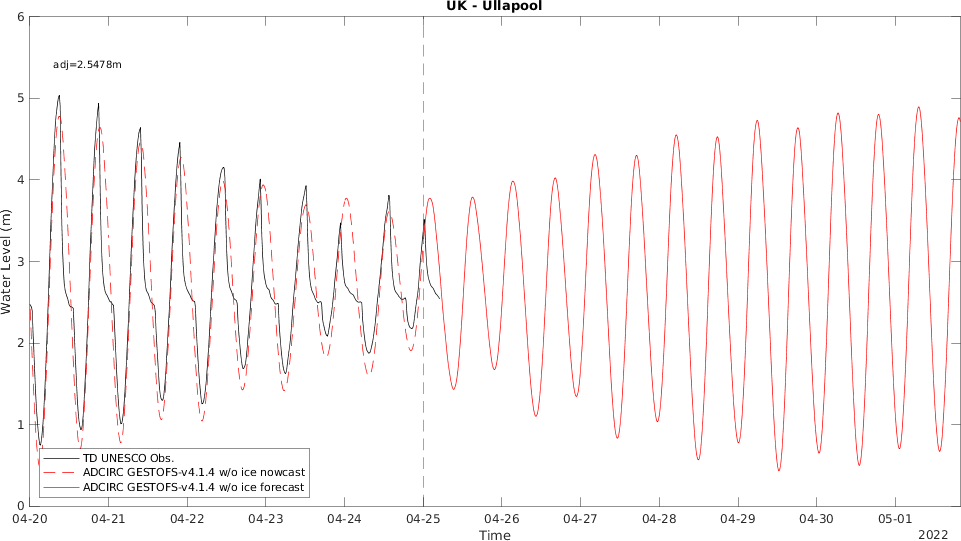 UK - Ullapool
6
adj=2.5478m
5
4
3
2
1
0
Water Level (m)
TD UNESCO Obs.
ADCIRC GESTOFS-v4.1.4 w/o ice nowcast
ADCIRC GESTOFS-v4.1.4 w/o ice forecast
04-20 04-21 04-22 04-23 04-24 04-25 04-26 04-27 04-28 04-29 04-30 05-01
Time
2022